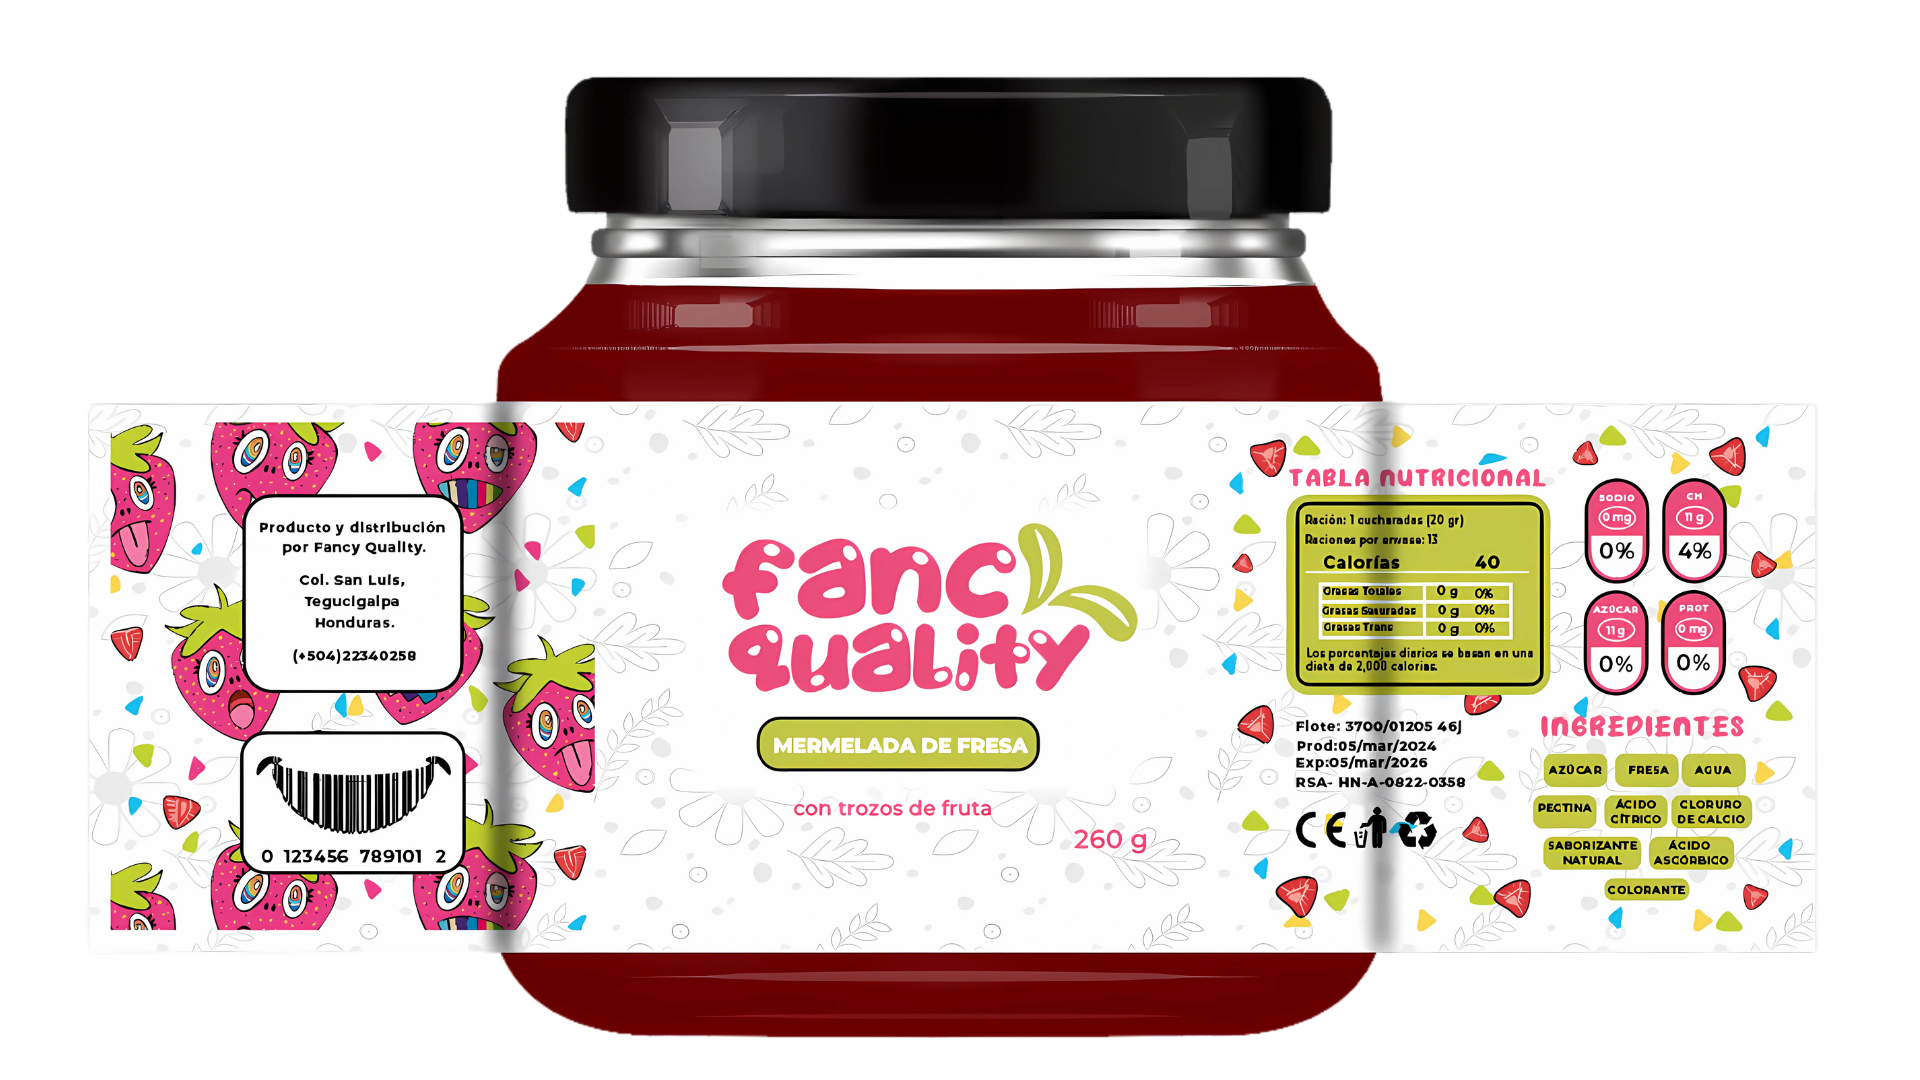 Producto y distribución
por Fancy Quality.
Col. San Luis,
Tegucigalpa
Honduras.
(+504)22340258
0 123456 789101 2
fancy
quality
MERMELADA DE FRESA
con trozos de fruta
260 g
TABLA NUTRICIONAL
Ración: 1 cucharadas (20 gr)
Raciones por envase: 13
Calorías 40
Grasas Totales 0 g 0%
Grasas Saturadas 0 g 0%
Grasas Trans 0 g 0%
Los porcentajes diarios se basan en una
dieta de 2,000 calorias.
Flote: 3700/01205 46j
Prod:05/mar/2024
Exp:05/mar/2026
RSA- HN-A-0822-0358
CE
SODIO
0 mg
0%
CH
11 g
4%
AZÚCAR
11 g
0%
PROT
0 mg
0%
INGREDIENTES
AZÚCAR FRESA AGUA
PECTINA ÁCIDO CÍTRICO CLORURO DE CALCIO
SABORIZANTE NATURAL ÁCIDO ASCÓRBICO
COLORANTE